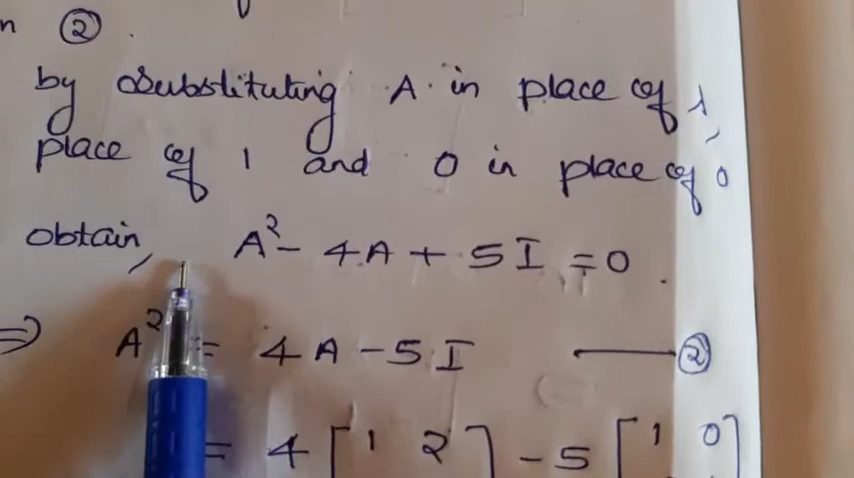 n ②.
by substituting A in place of λ,
place of 1 and 0 in place of 0
obtain, A² - 4A + 5I = 0.
⇒ A² = 4A - 5I ——— ②
= 4 [ 1 2 ] - 5 [ 1 0 ]